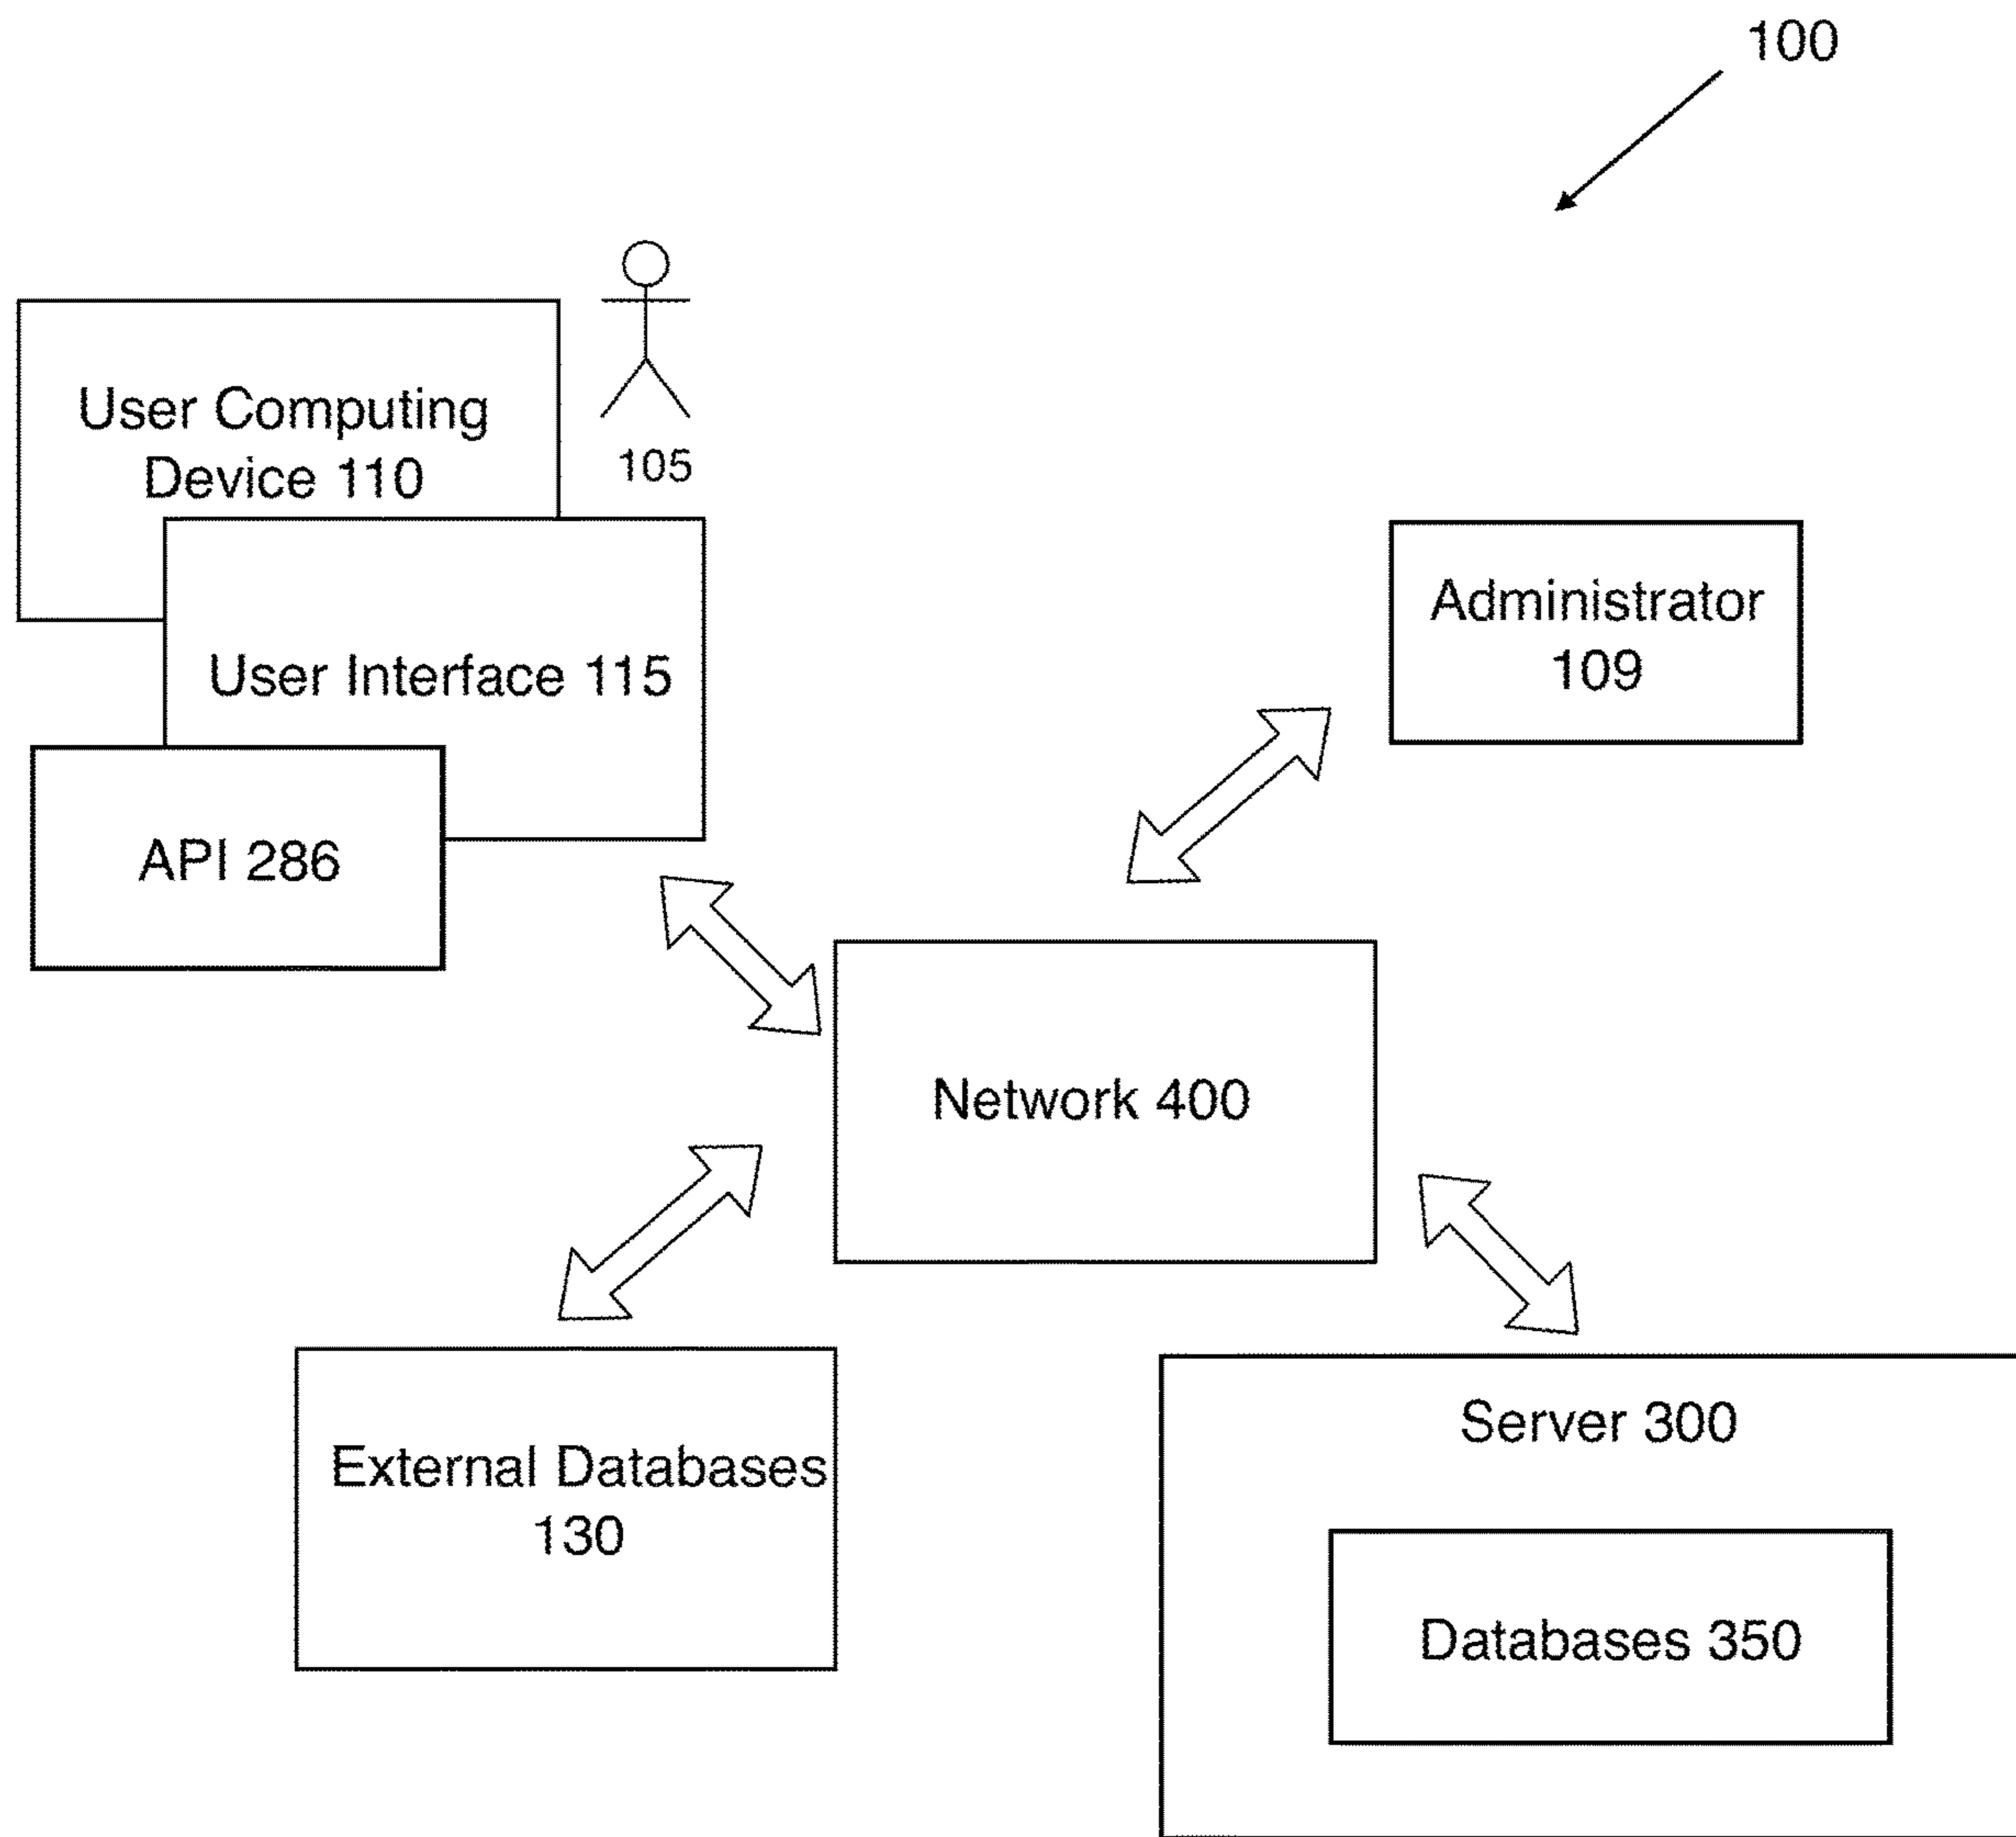 100
User Computing
Device 110
105
User Interface 115
Administrator
109
API 286
Network 400
External Databases
130
Server 300
Databases 350